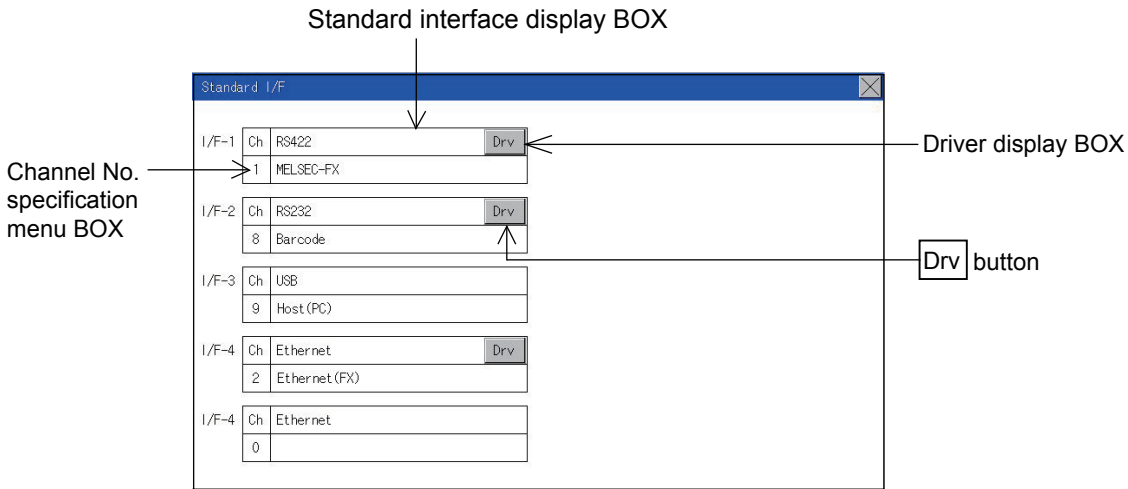 Standard interface display BOX
Standard I/F
I/F-1 Ch RS422 Drv
Driver display BOX
1 MELSEC-FX
Channel No.
specification
menu BOX
I/F-2 Ch RS232 Drv
8 Barcode
Drv button
I/F-3 Ch USB
9 Host(PC)
I/F-4 Ch Ethernet Drv
2 Ethernet(FX)
I/F-4 Ch Ethernet
0